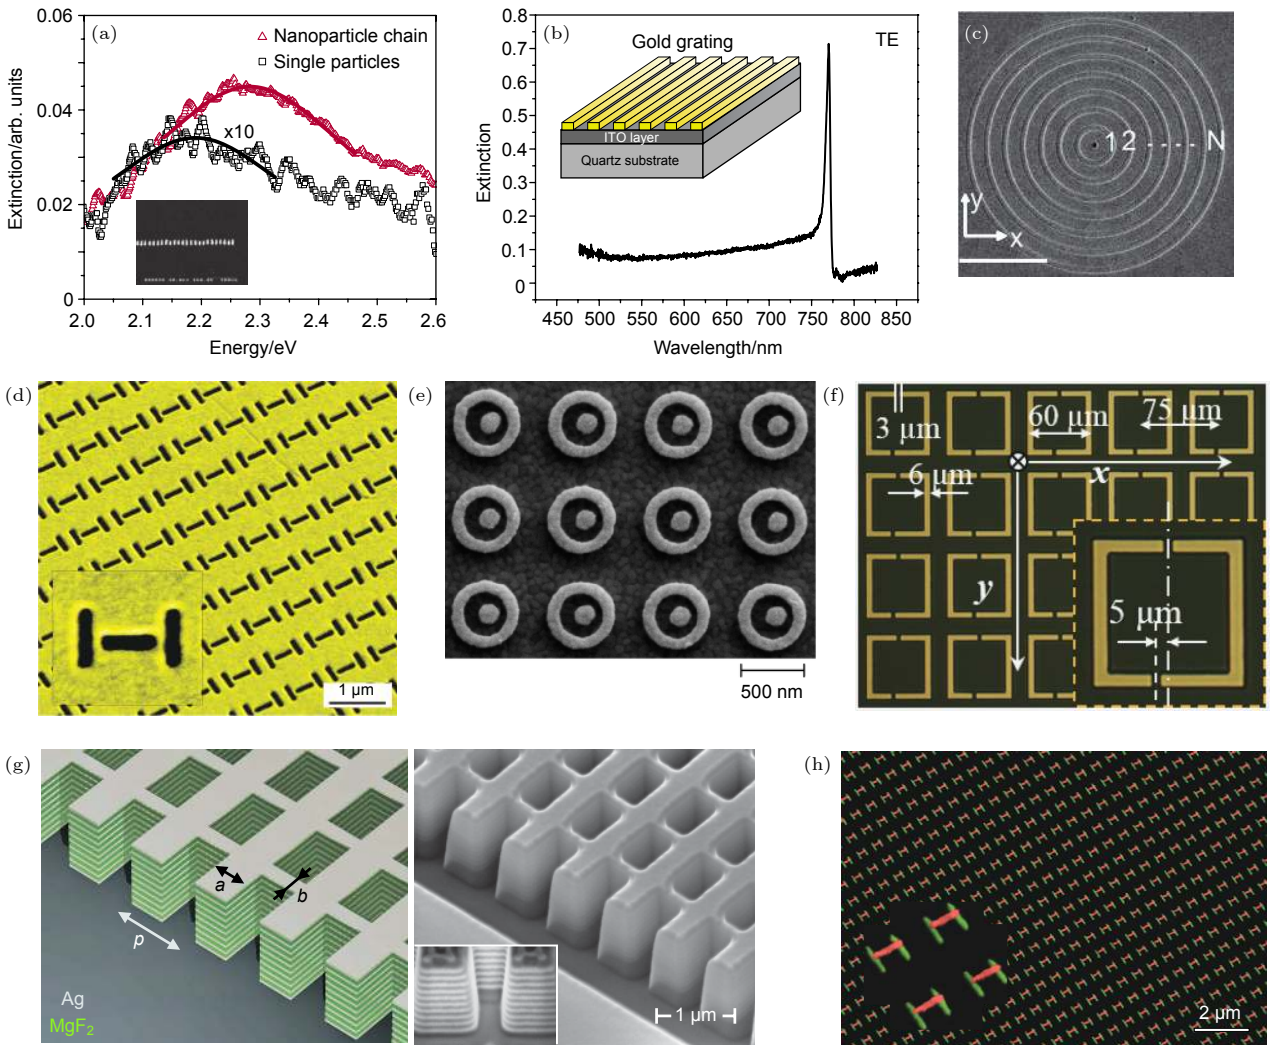 (a)
0.06
0.04
0.02
0
Extinction/arb. units
Nanoparticle chain
Single particles
x10
2.0 2.1 2.2 2.3 2.4 2.5 2.6
Energy/eV
(b)
0.8
0.7
0.6
0.5
0.4
0.3
0.2
0.1
0
Extinction
Gold grating
TE
ITO layer
Quartz substrate
450 500 550 600 650 700 750 800 850
Wavelength/nm
(c)
1 2 N
y
x
(d)
1 μm
(e)
500 nm
(f)
3 μm
60 μm
75 μm
6 μm
x
y
5 μm
(g)
a
b
p
Ag
MgF₂
1 μm
(h)
2 μm